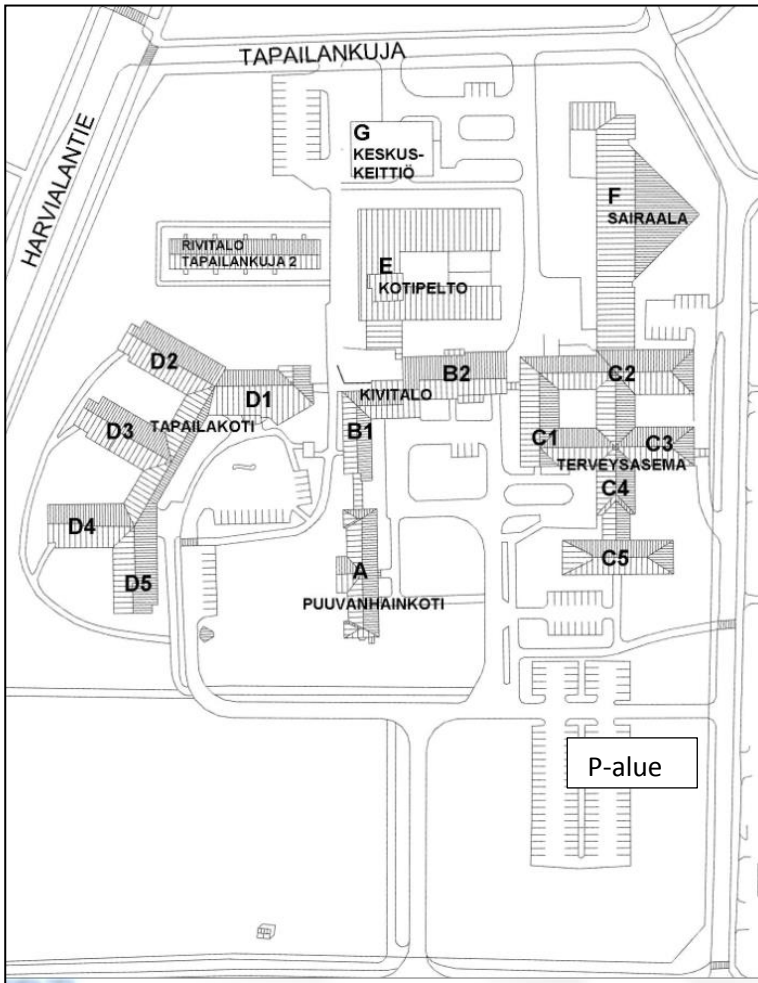 TAPAILANKUJA
HARVIALANTIE
G
KESKUS-
KEITTIÖ
F
SAIRAALA
RIVITALO
TAPAILANKUJA 2
E
KOTIPELTO
D2
D1
B2
C2
KIVITALO
D3
TAPAILAKOTI
B1
C1
C3
TERVEYSASEMA
C4
D4
C5
D5
A
PUUVANHAINKOTI
P-alue